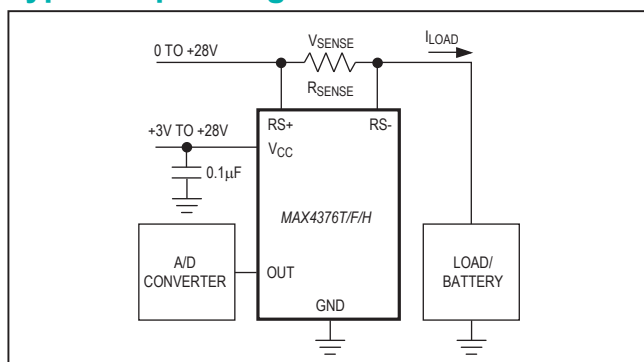 0 TO +28V
VSENSE
ILOAD
RSENSE
RS+
RS-
+3V TO +28V
VCC
0.1µF
MAX4376T/F/H
A/D
CONVERTER
OUT
LOAD/
BATTERY
GND